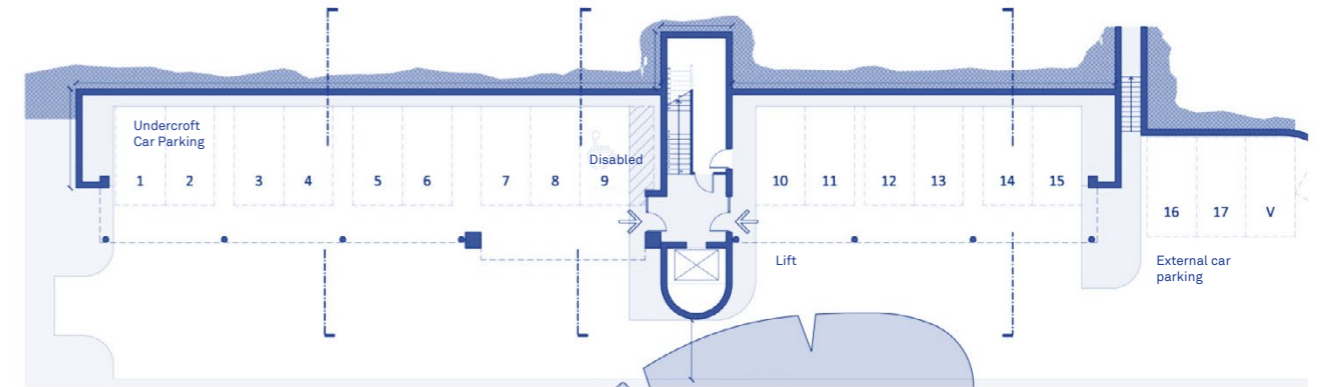 Undercroft
Car Parking
Disabled
1 2 3 4 5 6 7 8 9 10 11 12 13 14 15
16 17 V
Lift
External car
parking